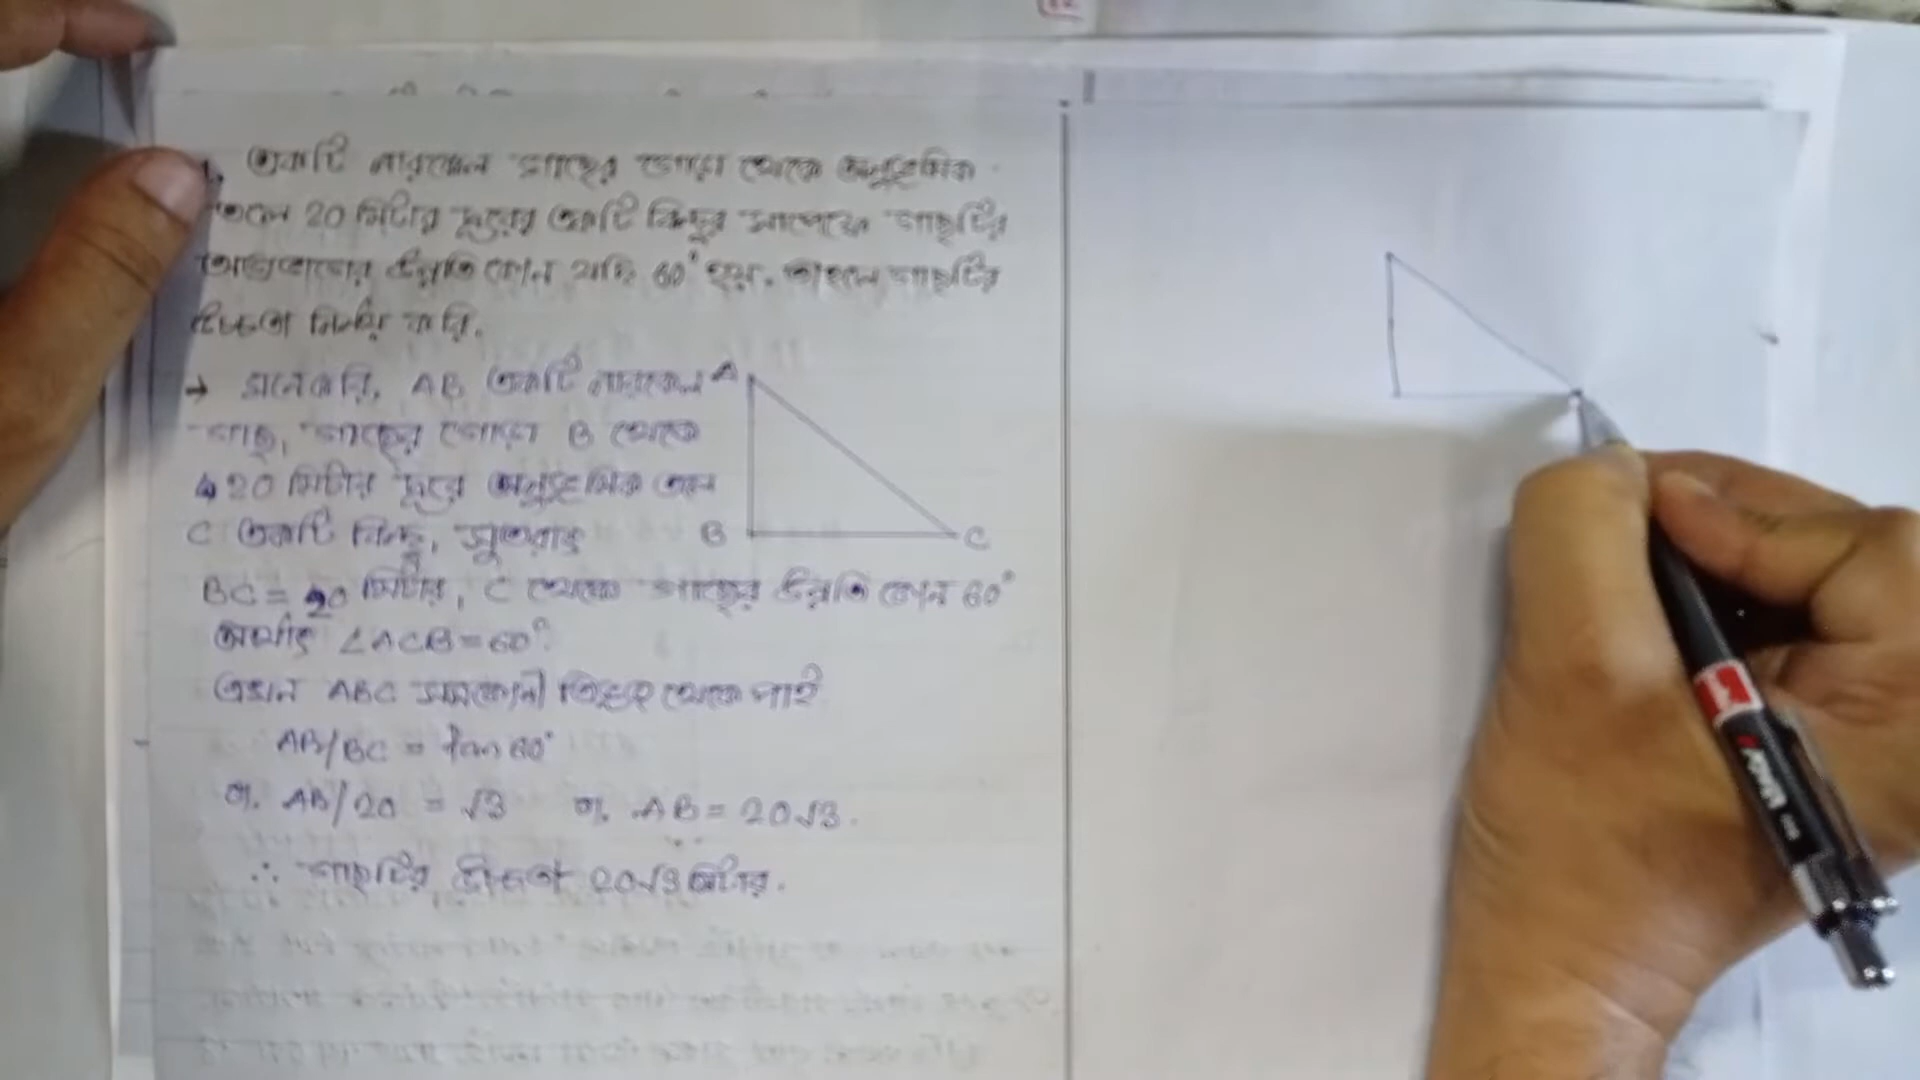 1. একটি নারকেল গাছের গোড়া থেকে অনুভূমিক
তলে 20 মিটার দূরের একটি বিন্দুর সাপেক্ষে গাছটির
অগ্রভাগের উন্নতি কোন যদি 60° হয়. তাহলে গাছটির
উচ্চতা নির্ণয় করি.
→ মনেকরি, AB একটি নারকেল A
গাছ, গাছের গোড়া B থেকে
20 মিটার দূরে অনুভূমিক তলে
C একটি বিন্দু, সুতরাং B C
BC = 20 মিটার, C থেকে গাছের উন্নতি কোন 60°
অর্থাৎ ∠ACB = 60°.
এখন ABC সমকোনী ত্রিভুজ থেকে পাই
AB/BC = tan 60°
বা, AB/20 = √3 বা, AB = 20√3.
∴ গাছটির উচ্চতা 20√3 মিটার.